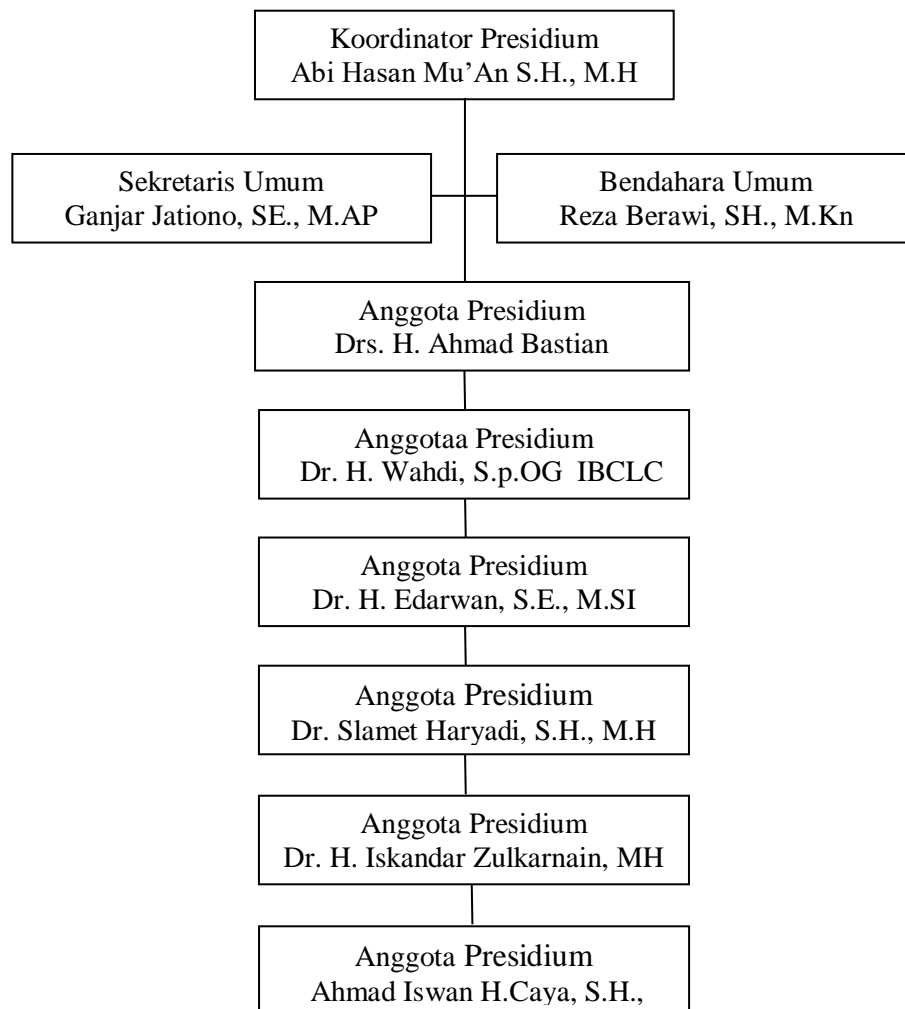 Koordinator Presidium
Abi Hasan Mu’An S.H., M.H
Sekretaris Umum
Ganjar Jationo, SE., M.AP
Bendahara Umum
Reza Berawi, SH., M.Kn
Anggota Presidium
Drs. H. Ahmad Bastian
Anggotaa Presidium
Dr. H. Wahdi, S.p.OG IBCLC
Anggota Presidium
Dr. H. Edarwan, S.E., M.SI
Anggota Presidium
Dr. Slamet Haryadi, S.H., M.H
Anggota Presidium
Dr. H. Iskandar Zulkarnain, MH
Anggota Presidium
Ahmad Iswan H.Caya, S.H.,